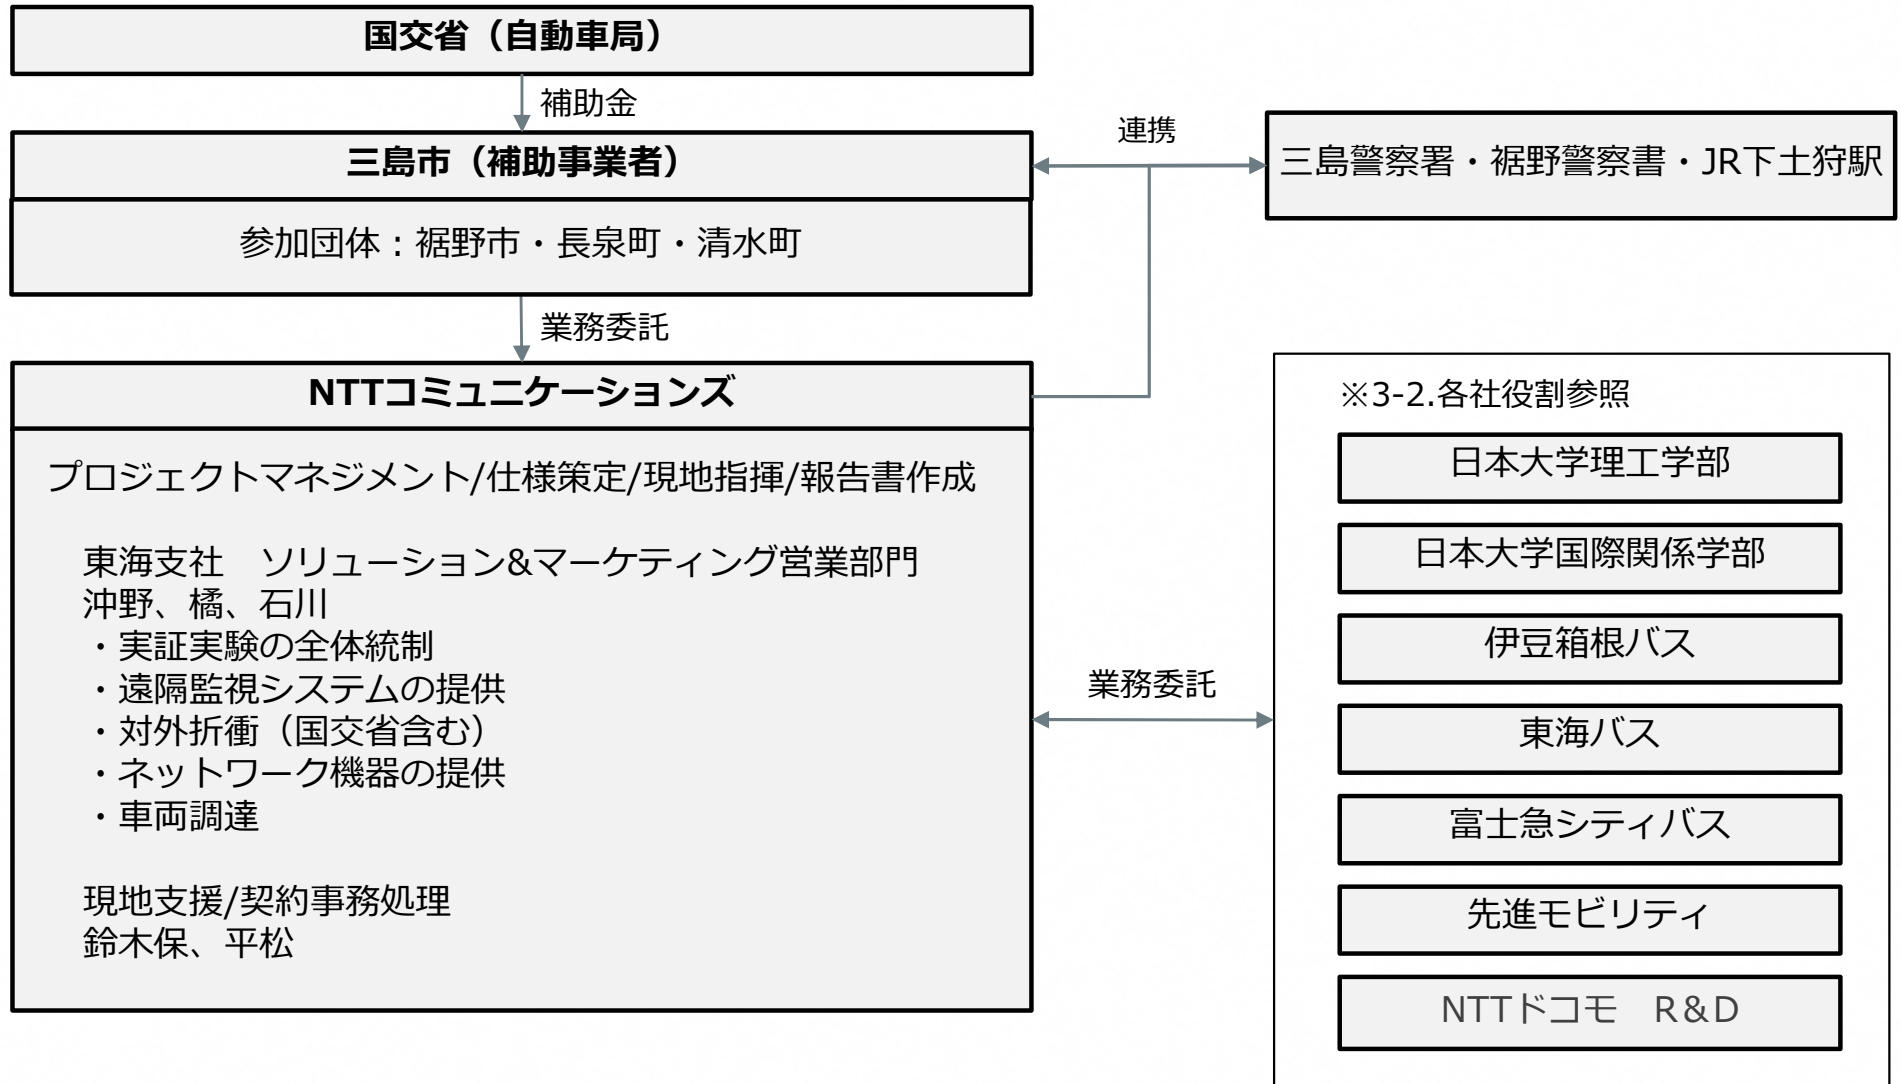 国交省（自動車局）
補助金
三島市（補助事業者）
参加団体：裾野市・長泉町・清水町
連携
三島警察署・裾野警察書・JR下土狩駅
業務委託
NTTコミュニケーションズ
プロジェクトマネジメント/仕様策定/現地指揮/報告書作成
東海支社　ソリューション&マーケティング営業部門
沖野、橘、石川
・実証実験の全体統制
・遠隔監視システムの提供
・対外折衝（国交省含む）
・ネットワーク機器の提供
・車両調達
現地支援/契約事務処理
鈴木保、平松
業務委託
※3-2.各社役割参照
日本大学理工学部
日本大学国際関係学部
伊豆箱根バス
東海バス
富士急シティバス
先進モビリティ
NTTドコモ　R＆D